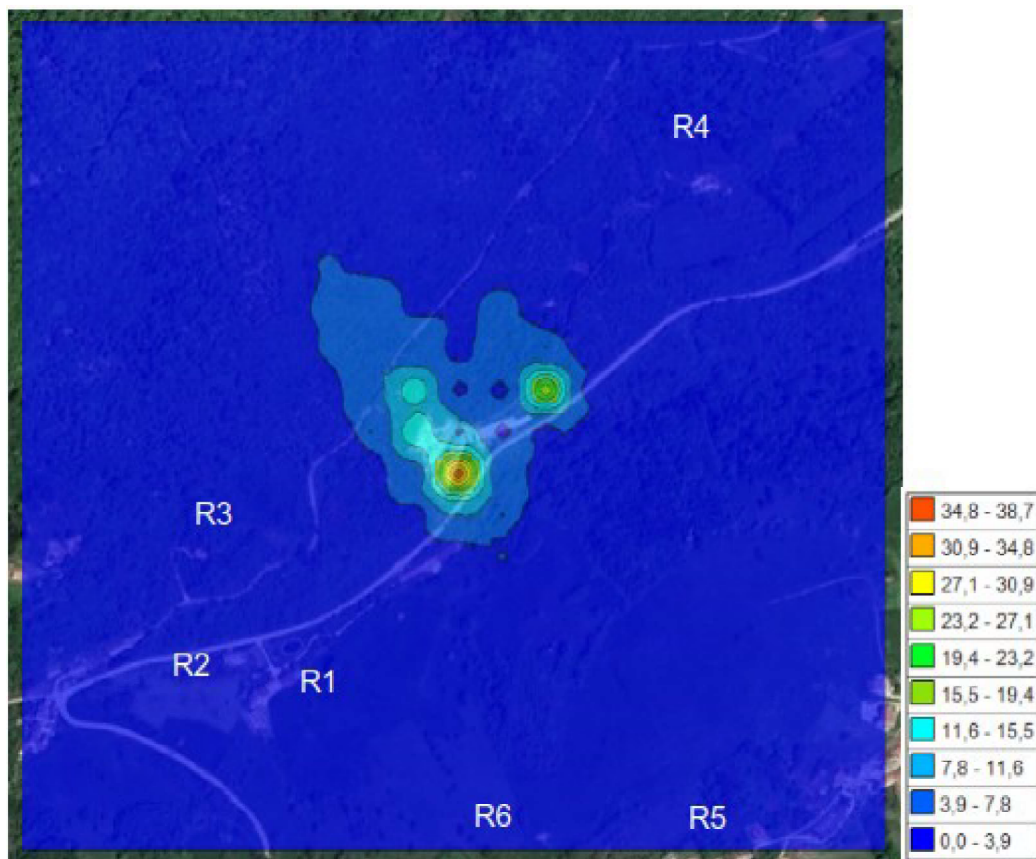 R4
R3
R2
R1
R6
R5
34,8 - 38,7
30,9 - 34,8
27,1 - 30,9
23,2 - 27,1
19,4 - 23,2
15,5 - 19,4
11,6 - 15,5
7,8 - 11,6
3,9 - 7,8
0,0 - 3,9